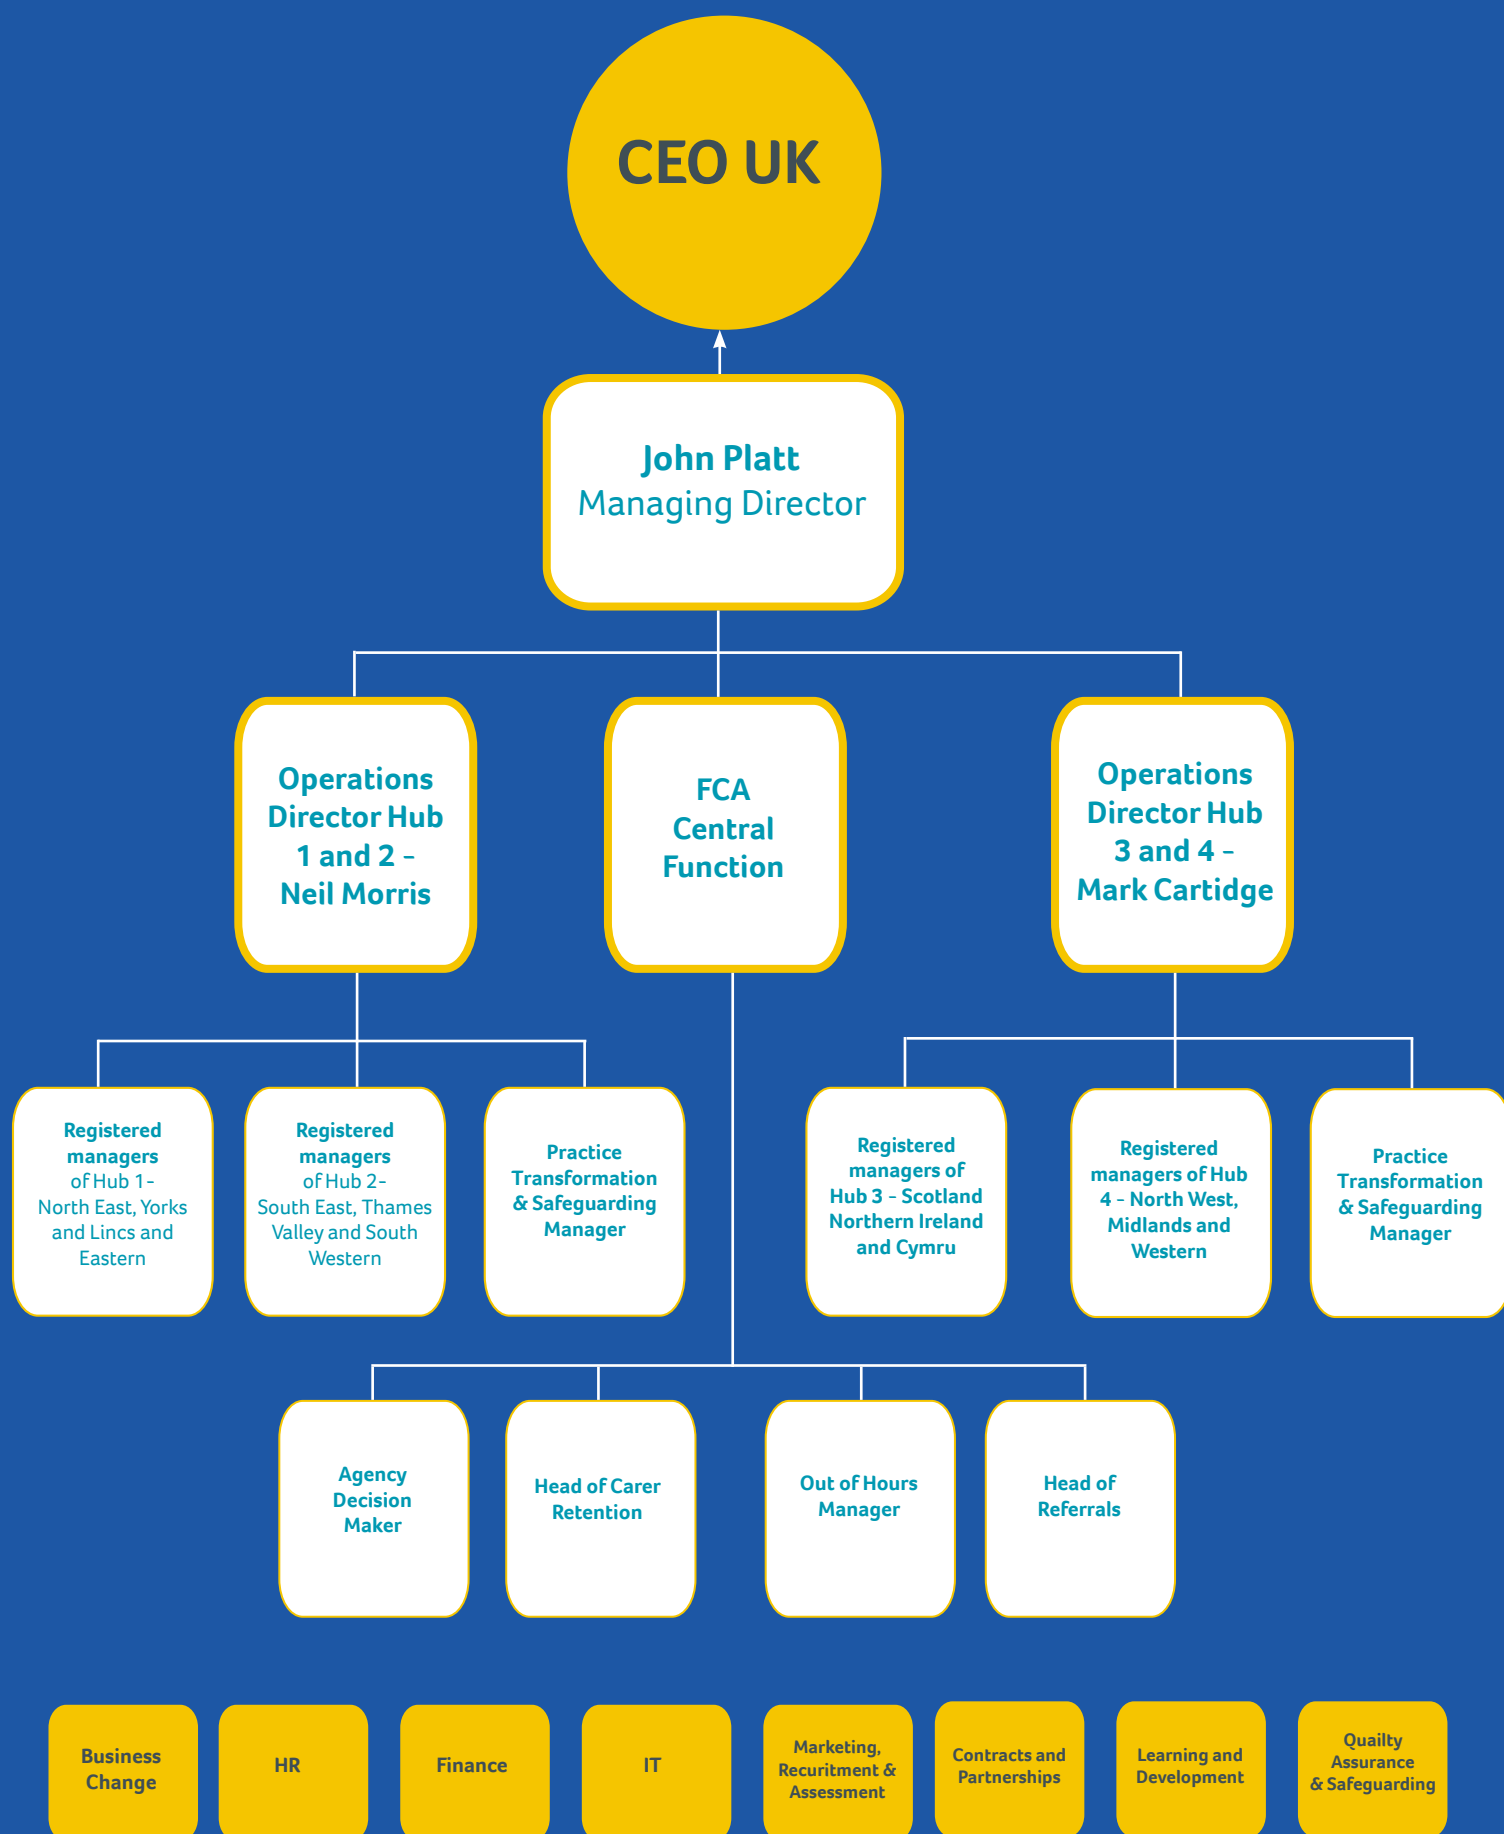 CEO UK
John Platt
Managing Director
Operations
Director Hub
1 and 2 -
Neil Morris
FCA
Central
Function
Operations
Director Hub
3 and 4 -
Mark Cartidge
Registered
managers
of Hub 1-
North East, Yorks
and Lincs and
Eastern
Registered
managers
of Hub 2-
South East, Thames
Valley and South
Western
Practice
Transformation
& Safeguarding
Manager
Registered
managers of
Hub 3 - Scotland
Northern Ireland
and Cymru
Registered
managers of Hub
4 - North West,
Midlands and
Western
Practice
Transformation
& Safeguarding
Manager
Agency
Decision
Maker
Head of Carer
Retention
Out of Hours
Manager
Head of
Referrals
Business
Change
HR
Finance
IT
Marketing,
Recuritment &
Assessment
Contracts and
Partnerships
Learning and
Development
Quailty
Assurance
& Safeguarding